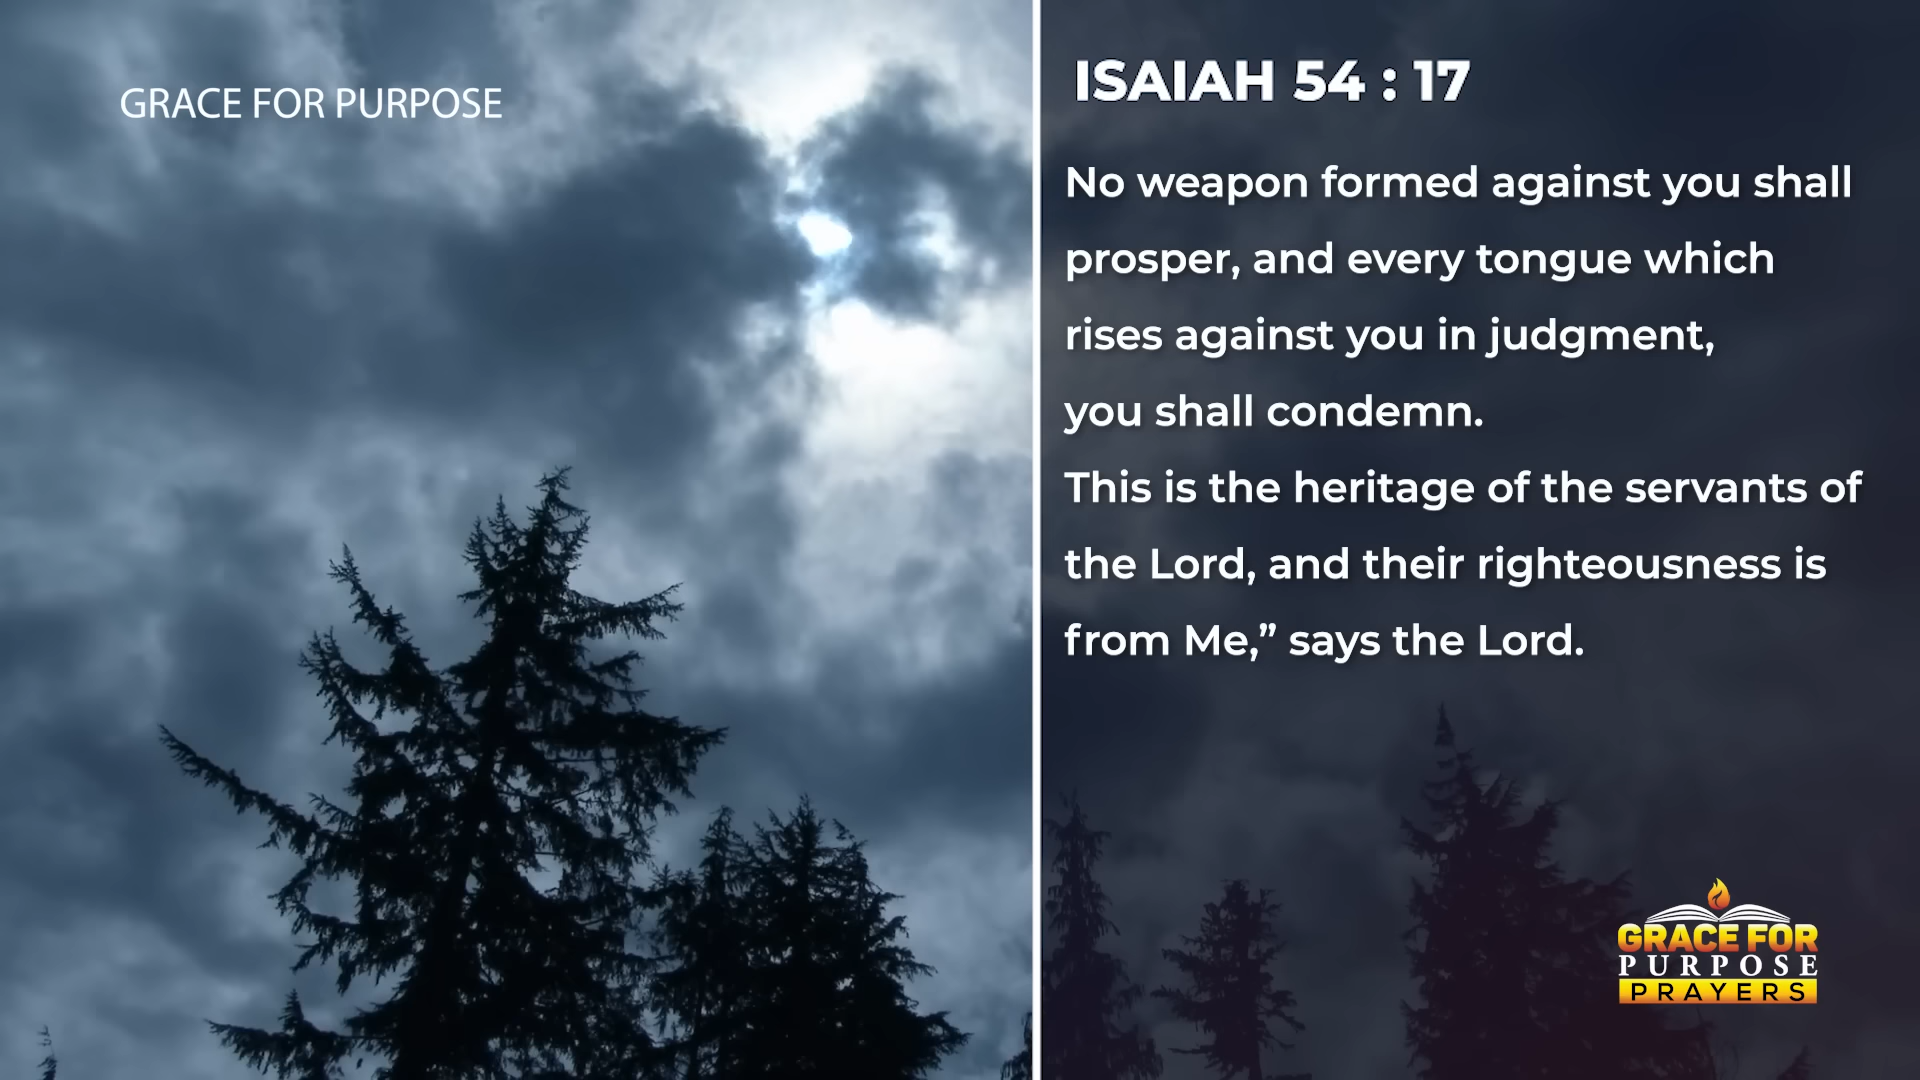 GRACE FOR PURPOSE
ISAIAH 54 : 17
No weapon formed against you shall
prosper, and every tongue which
rises against you in judgment,
you shall condemn.
This is the heritage of the servants of
the Lord, and their righteousness is
from Me,” says the Lord.
GRACE FOR
PURPOSE
PRAYERS